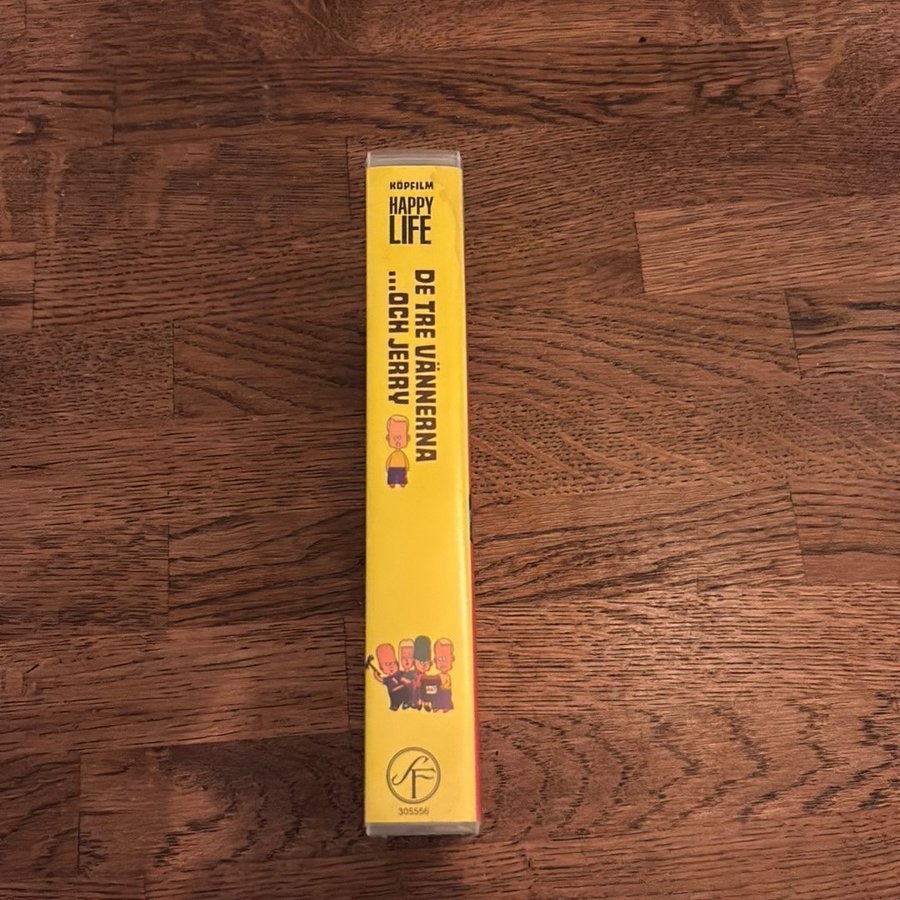 KÖPFILM
HAPPY
LIFE
DE TRE VÄNNERNA
...OCH JERRY
SF
305556